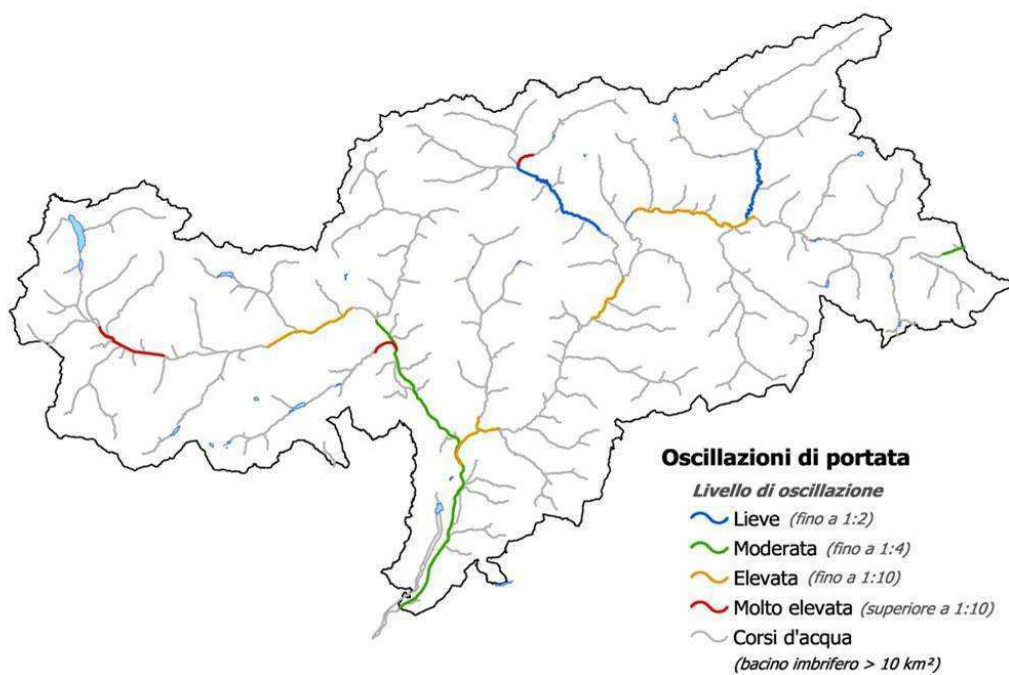 Oscillazioni di portata
Livello di oscillazione
Lieve (fino a 1:2)
Moderata (fino a 1:4)
Elevata (fino a 1:10)
Molto elevata (superiore a 1:10)
Corsi d'acqua
(bacino imbrifero > 10 km²)